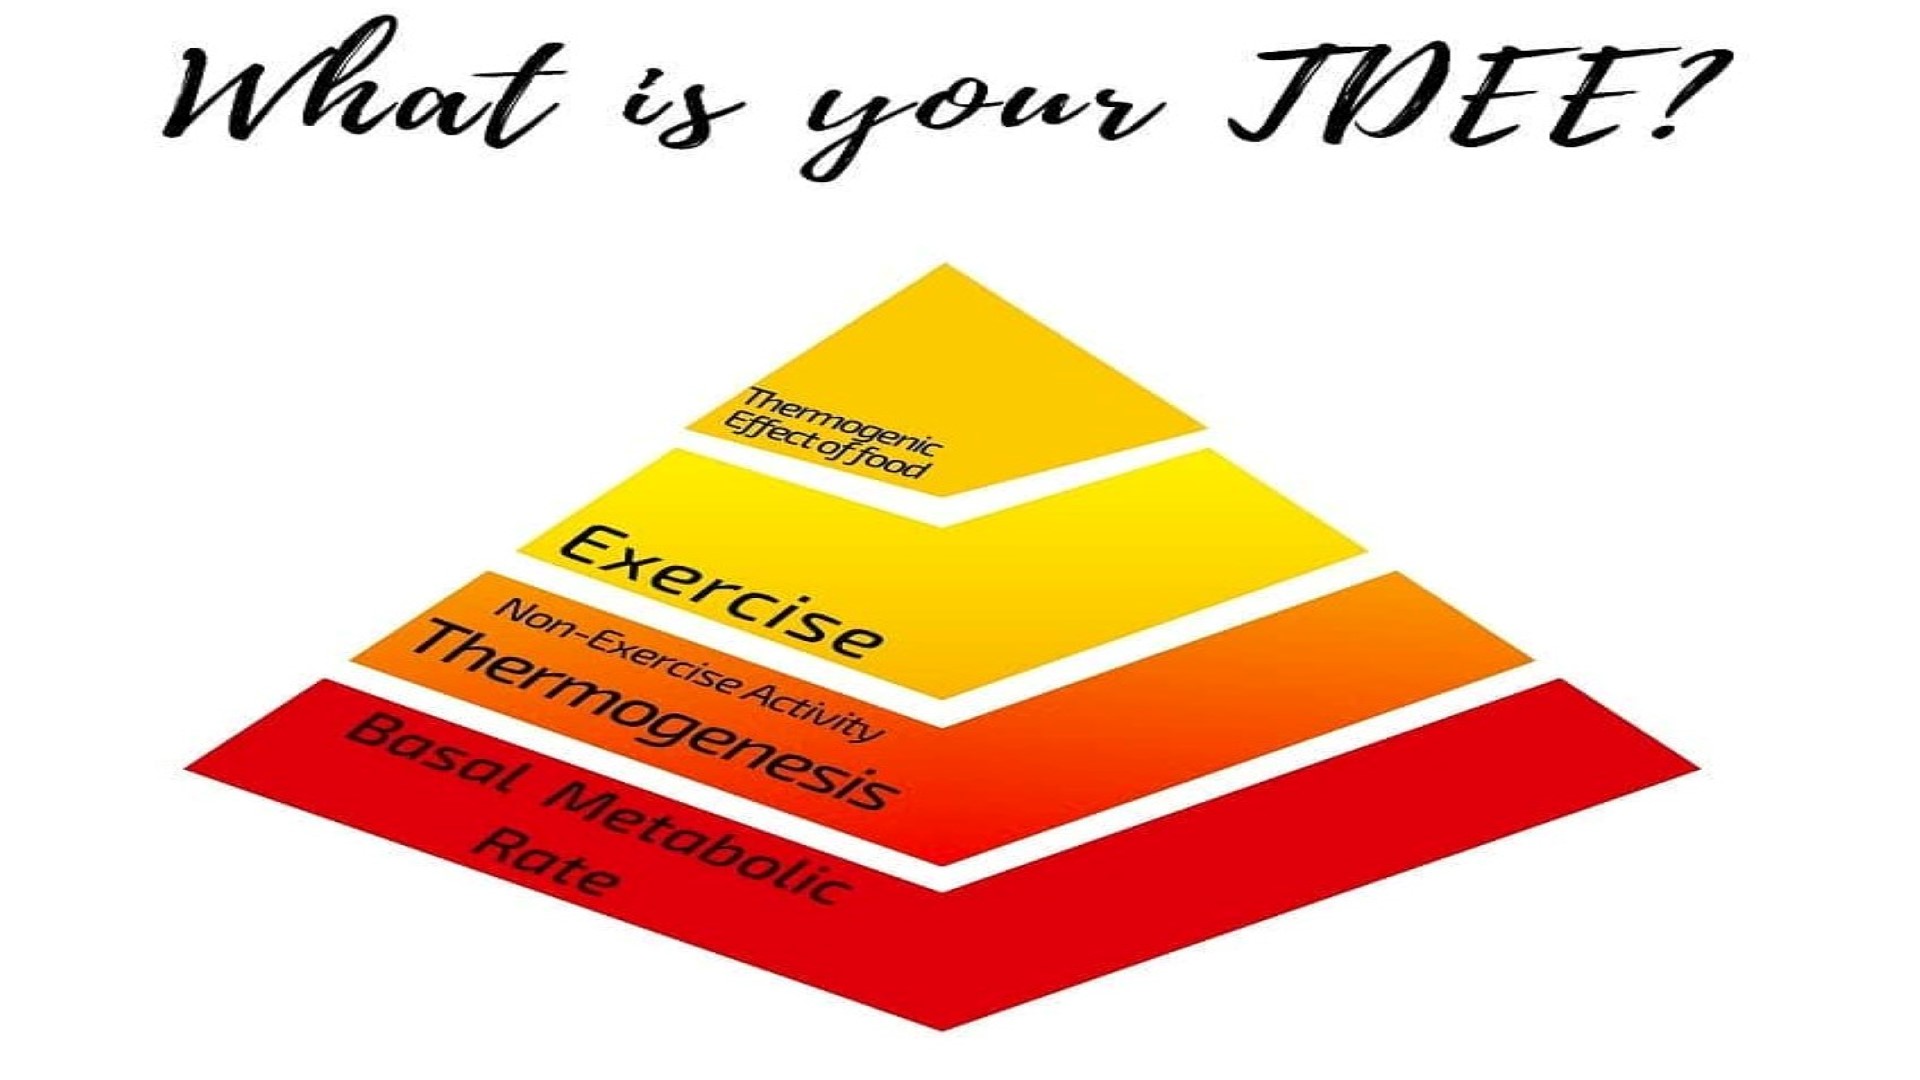 What is your TDEE?
Thermogenic
Effect of food
Exercise
Non-Exercise Activity
Thermogenesis
Basal Metabolic
Rate